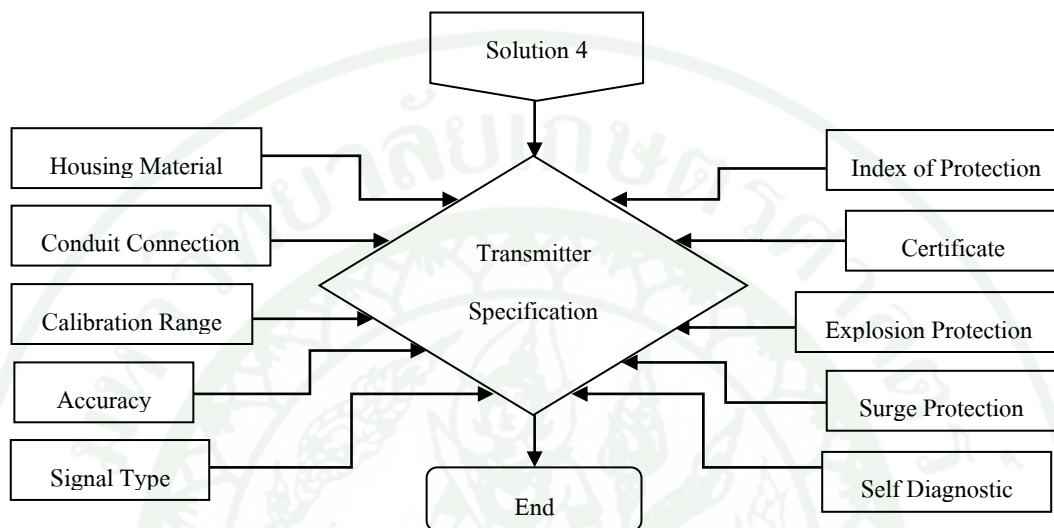 Solution 4
Housing Material
Conduit Connection
Calibration Range
Accuracy
Signal Type
Transmitter
Specification
Index of Protection
Certificate
Explosion Protection
Surge Protection
Self Diagnostic
End